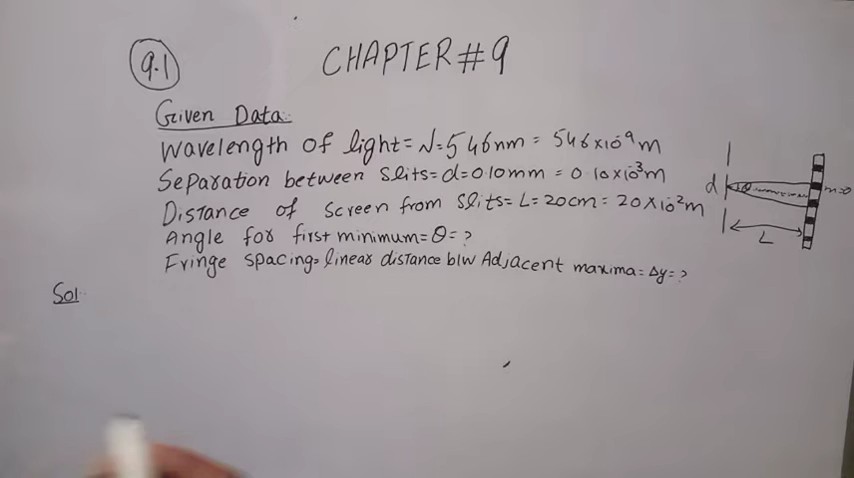 9.1
CHAPTER # 9
Given Data:
Wavelength of light = λ = 546nm = 546×10⁻⁹m
Separation between Slits = d = 0.10mm = 0.10×10⁻³m
Distance of screen from slits = L = 20cm = 20×10⁻²m
Angle for first minimum = θ = ?
Fringe spacing = linear distance b/w Adjacent maxima = Δy = ?
Sol:
d
θ
m=0
L